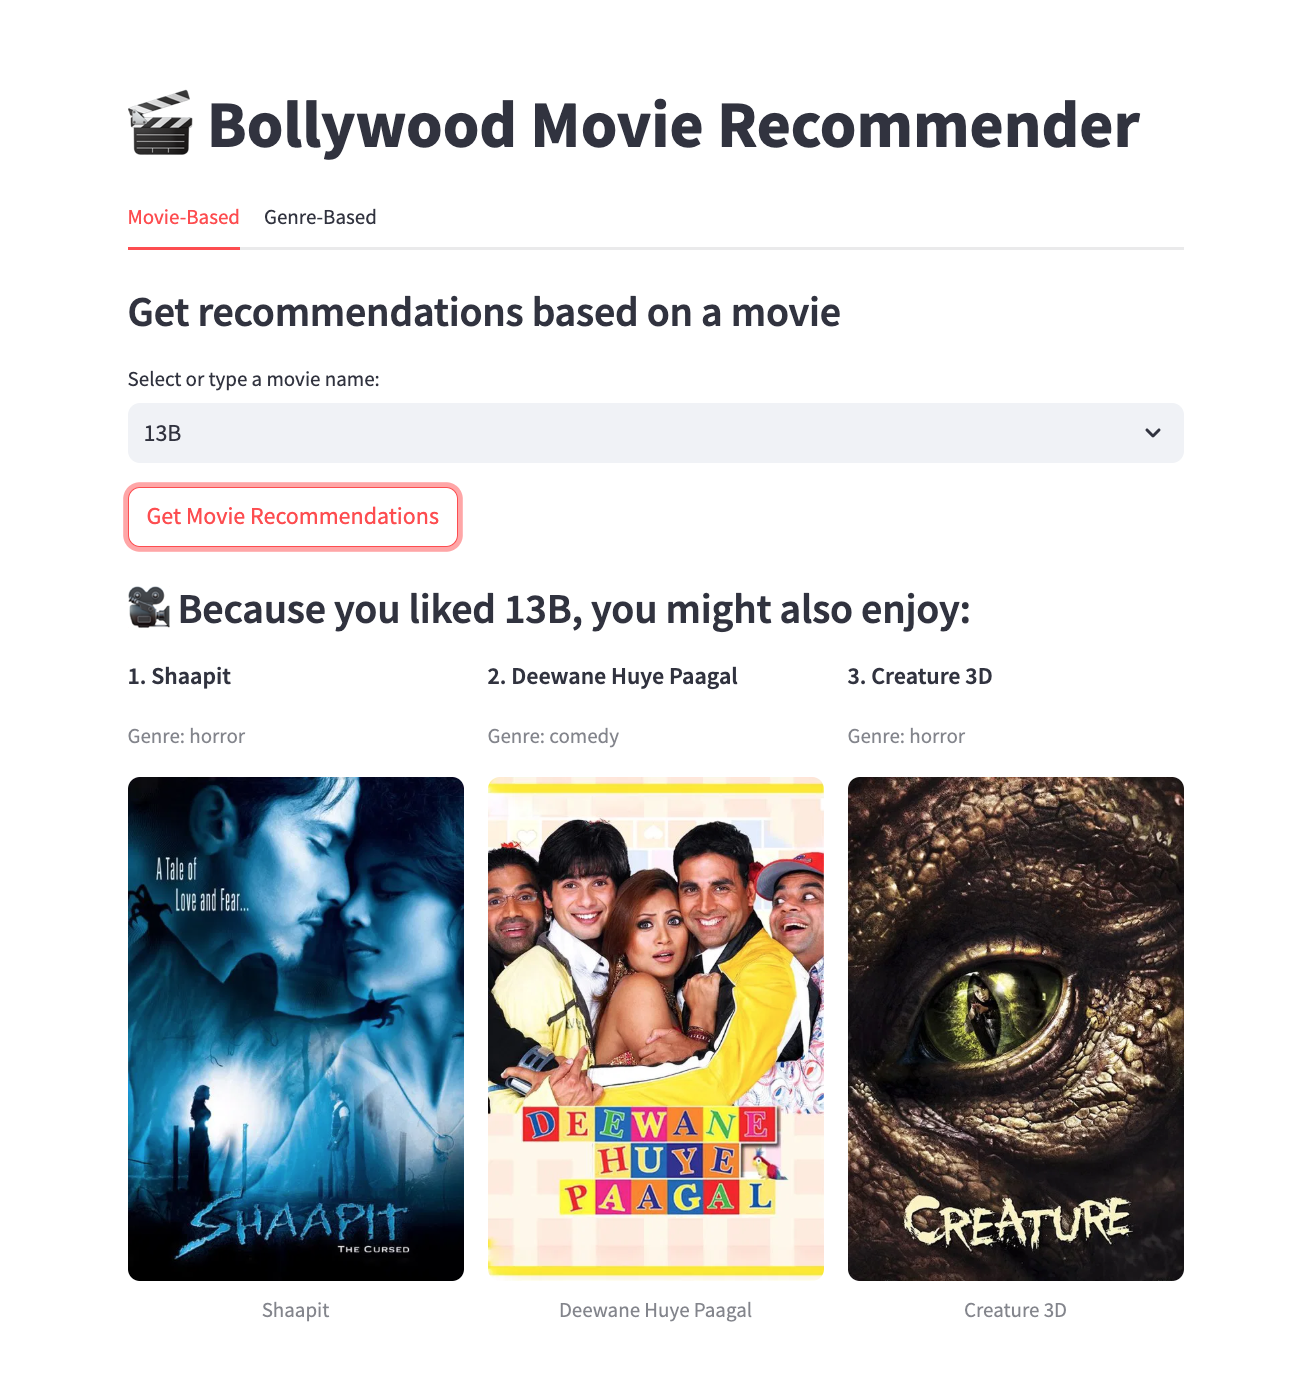 Bollywood Movie Recommender
Movie-Based Genre-Based
Get recommendations based on a movie
Select or type a movie name:
13B
Get Movie Recommendations
Because you liked 13B, you might also enjoy:
1. Shaapit
Genre: horror
A Tale of
Love and Fear...
SHAAPIT
THE CURSED
Shaapit
2. Deewane Huye Paagal
Genre: comedy
DEEWANE
HUYE
PAAGAL
Deewane Huye Paagal
3. Creature 3D
Genre: horror
CREATURE
Creature 3D